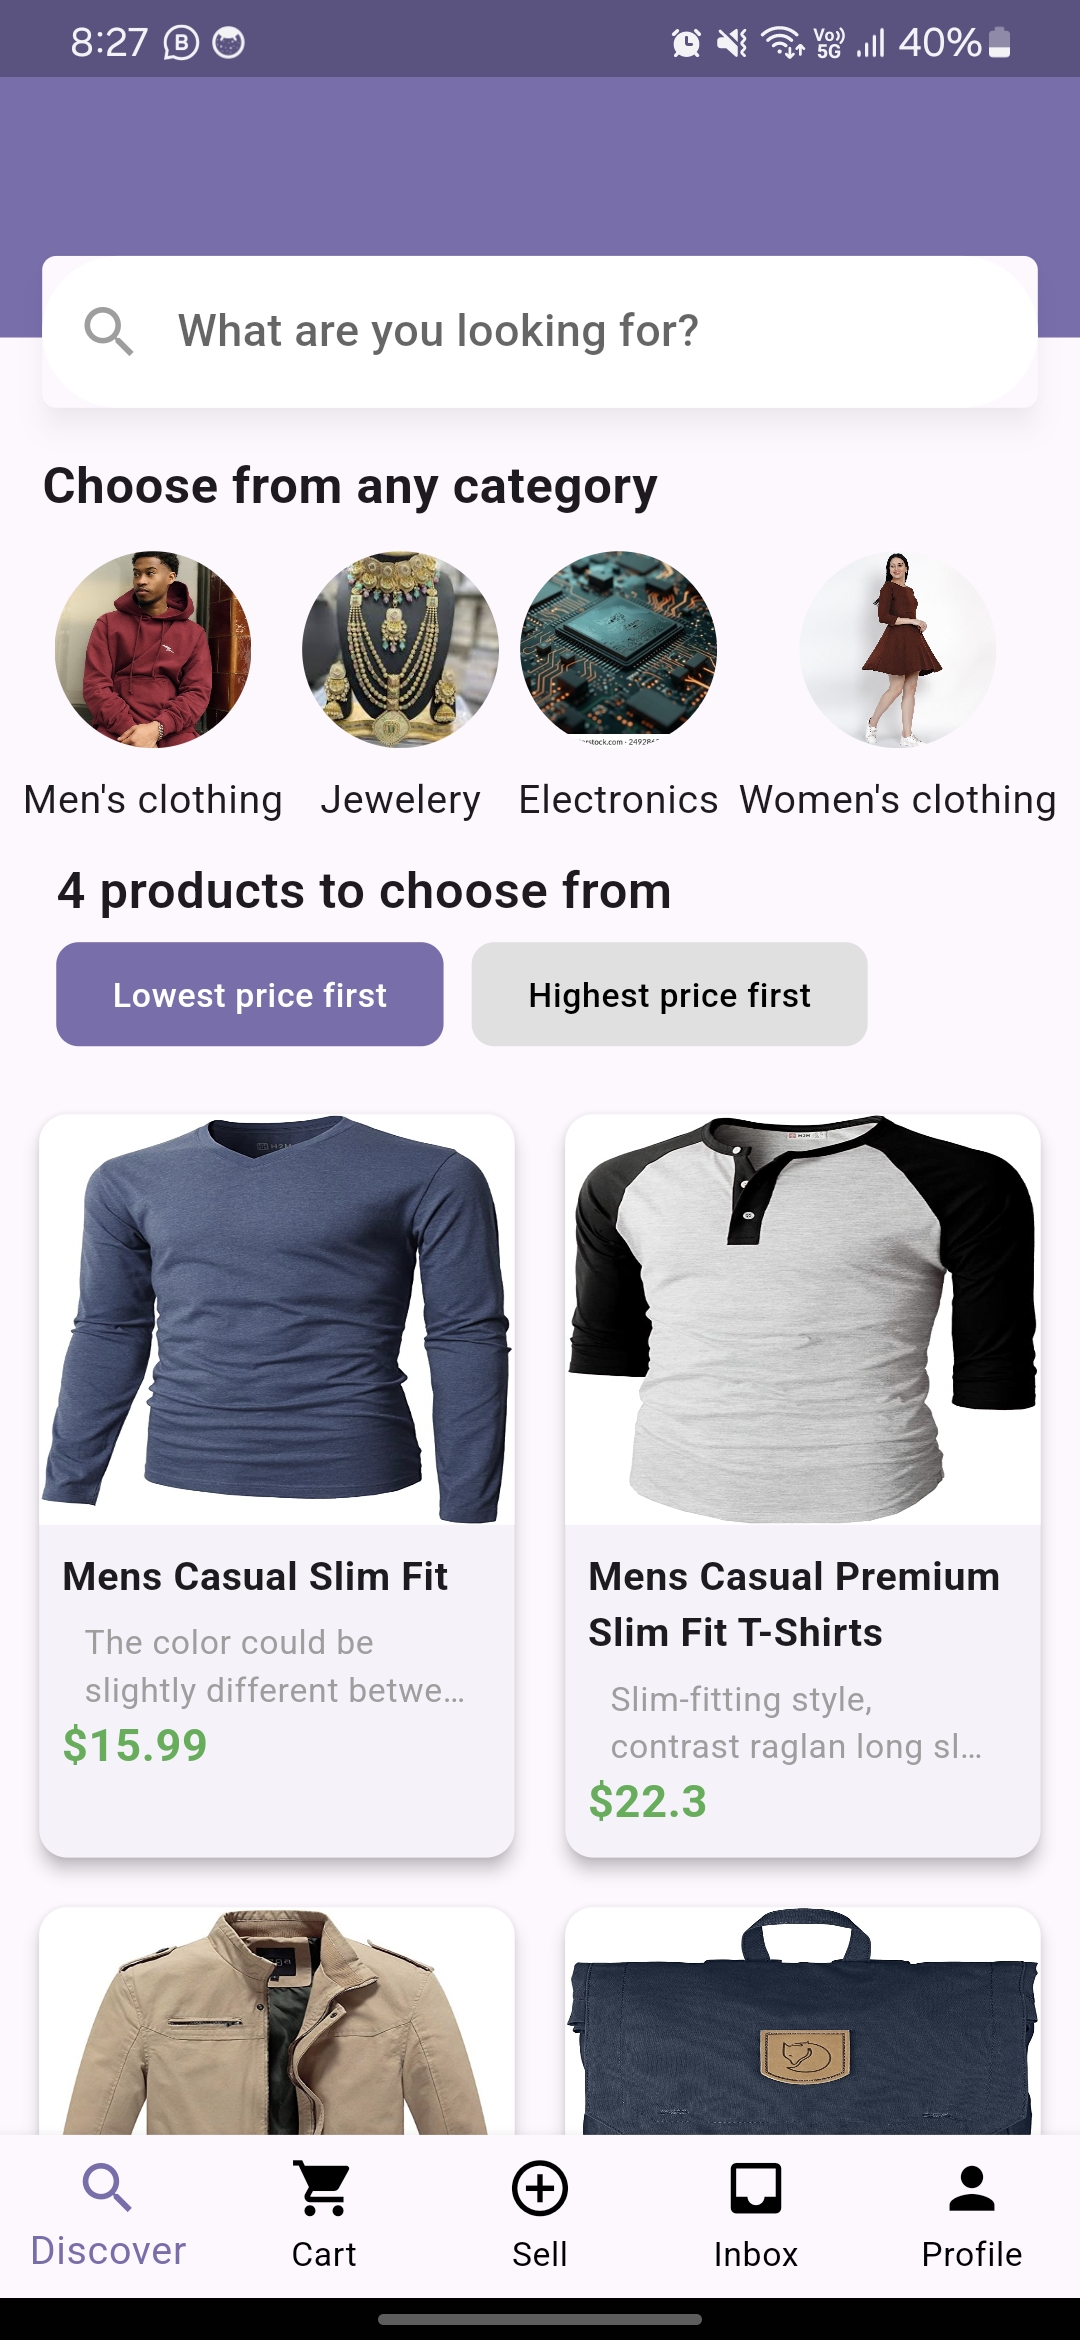 8:27
Vo))
5G
40%
What are you looking for?
Choose from any category
Men's clothing
Jewelery
Electronics
Women's clothing
4 products to choose from
Lowest price first
Highest price first
Mens Casual Slim Fit
The color could be
slightly different betwe...
$15.99
Mens Casual Premium
Slim Fit T-Shirts
Slim-fitting style,
contrast raglan long sl...
$22.3
Discover
Cart
Sell
Inbox
Profile